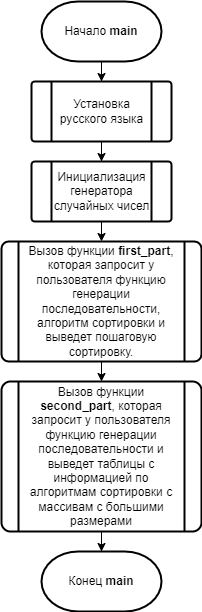 Начало main
Установка
русского языка
Инициализация
генератора
случайных чисел
Вызов функции first_part,
которая запросит у
пользователя функцию
генерации
последовательности,
алгоритм сортировки и
выведет пошаговую
сортировку.
Вызов функции
second_part, которая
запросит у пользователя
функцию генерации
последовательности и
выведет таблицы с
информацией по
алгоритмам сортировки с
массивам с большими
размерами
Конец main